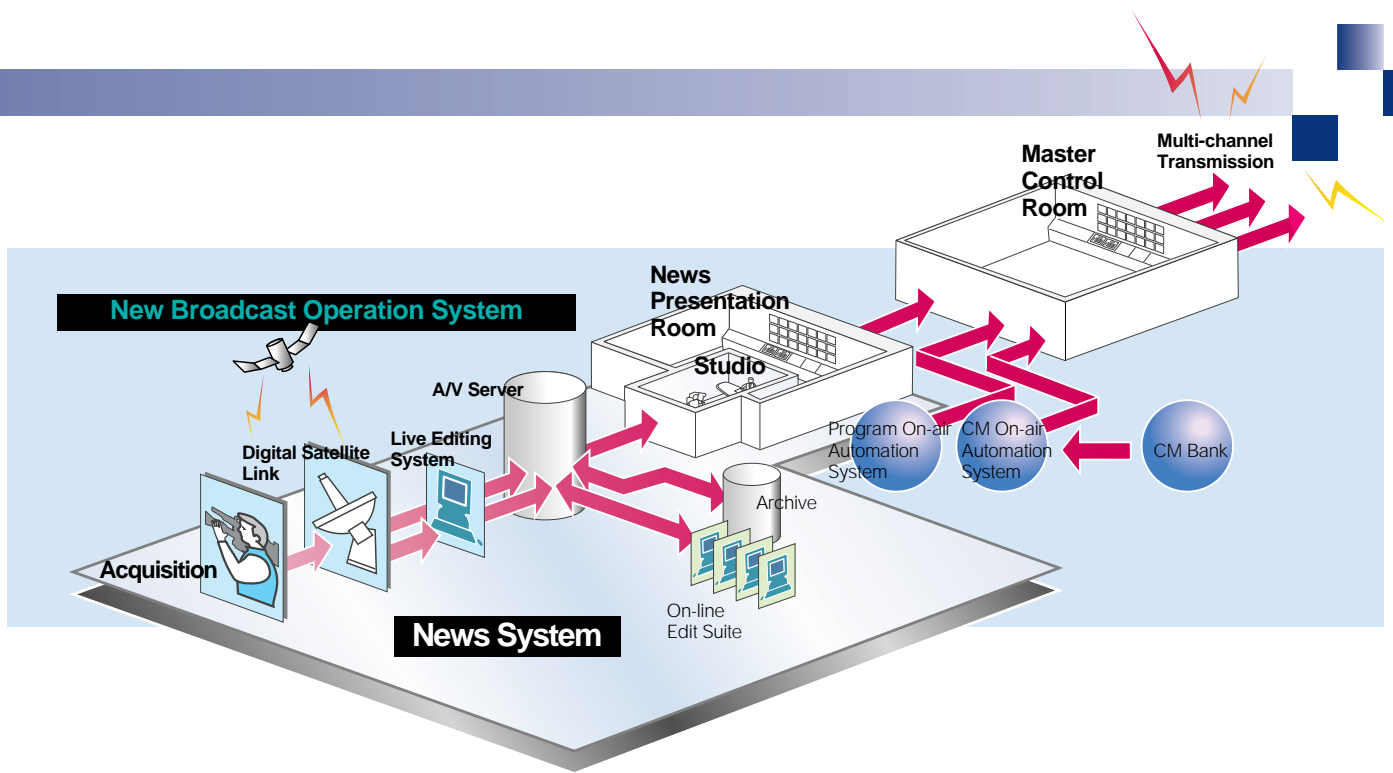 Multi-channel
Transmission
Master
Control
Room
News
Presentation
Room
Studio
New Broadcast Operation System
A/V Server
Live Editing
System
Digital Satellite
Link
Acquisition
Program On-air
Automation
System
CM On-air
Automation
System
CM Bank
Archive
On-line
Edit Suite
News System